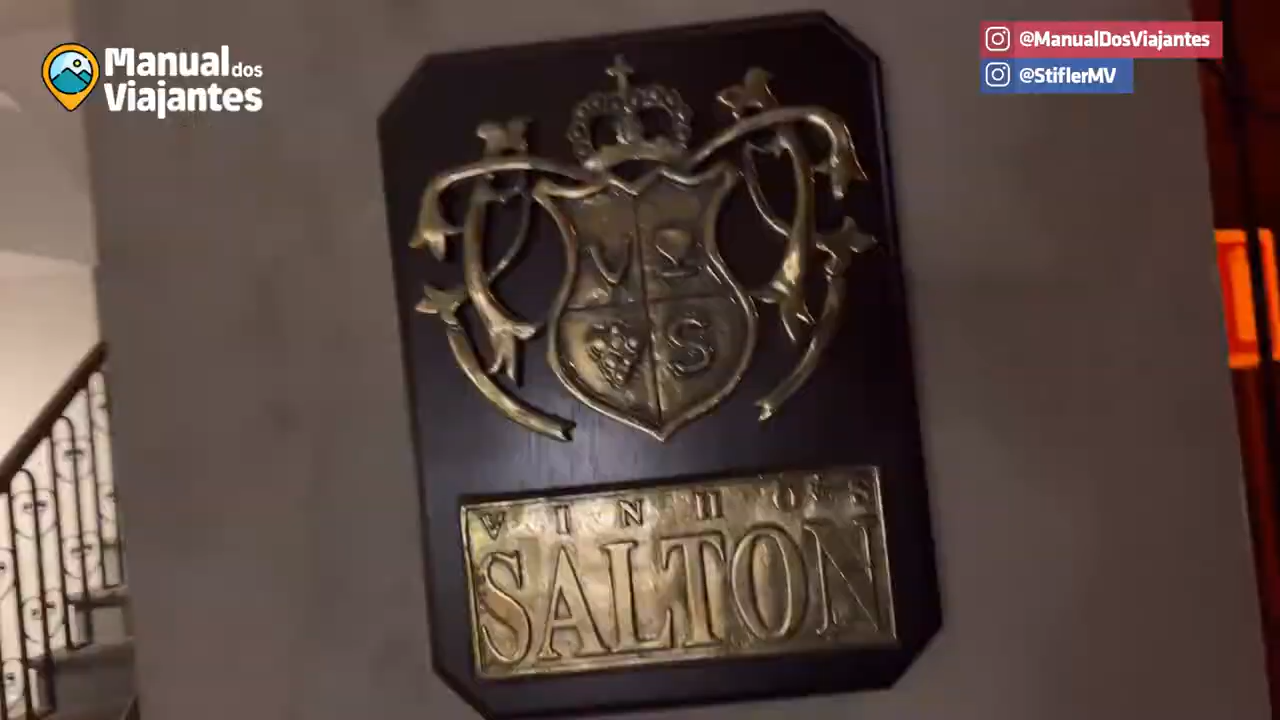 Manual dos
Viajantes
@ManualDosViajantes
@StiflerMV
V S
S
VINHOS
SALTON